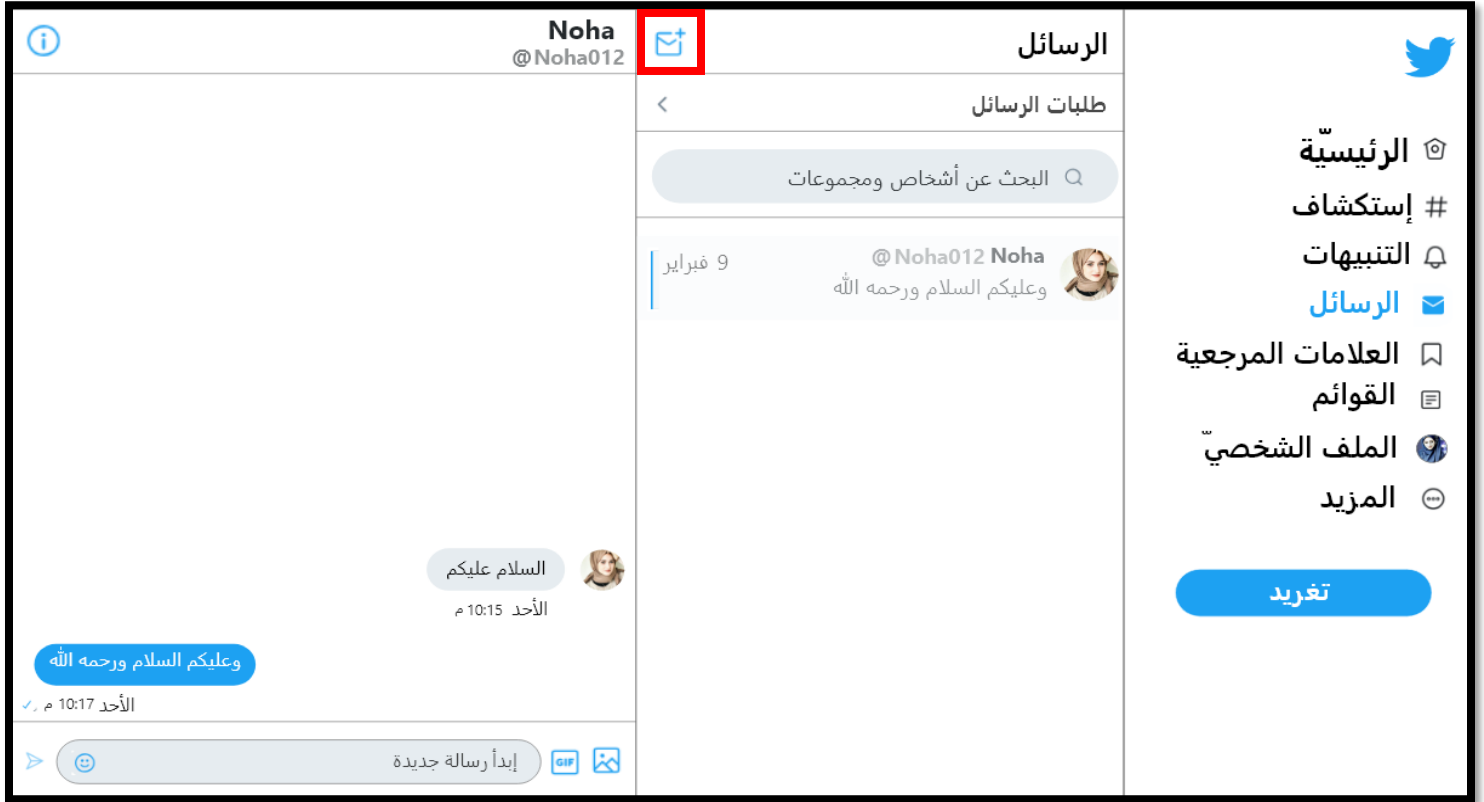 الرئيسيّة
إستكشاف
التنبيهات
الرسائل
العلامات المرجعية
القوائم
الملف الشخصيّ
المزيد
تغريد
الرسائل
طلبات الرسائل
البحث عن أشخاص ومجموعات
Noha @Noha012
9 فبراير
وعليكم السلام ورحمه الله
Noha
@Noha012
السلام عليكم
الأحد 10:15 م
وعليكم السلام ورحمه الله
الأحد 10:17 م
GIF
إبدأ رسالة جديدة